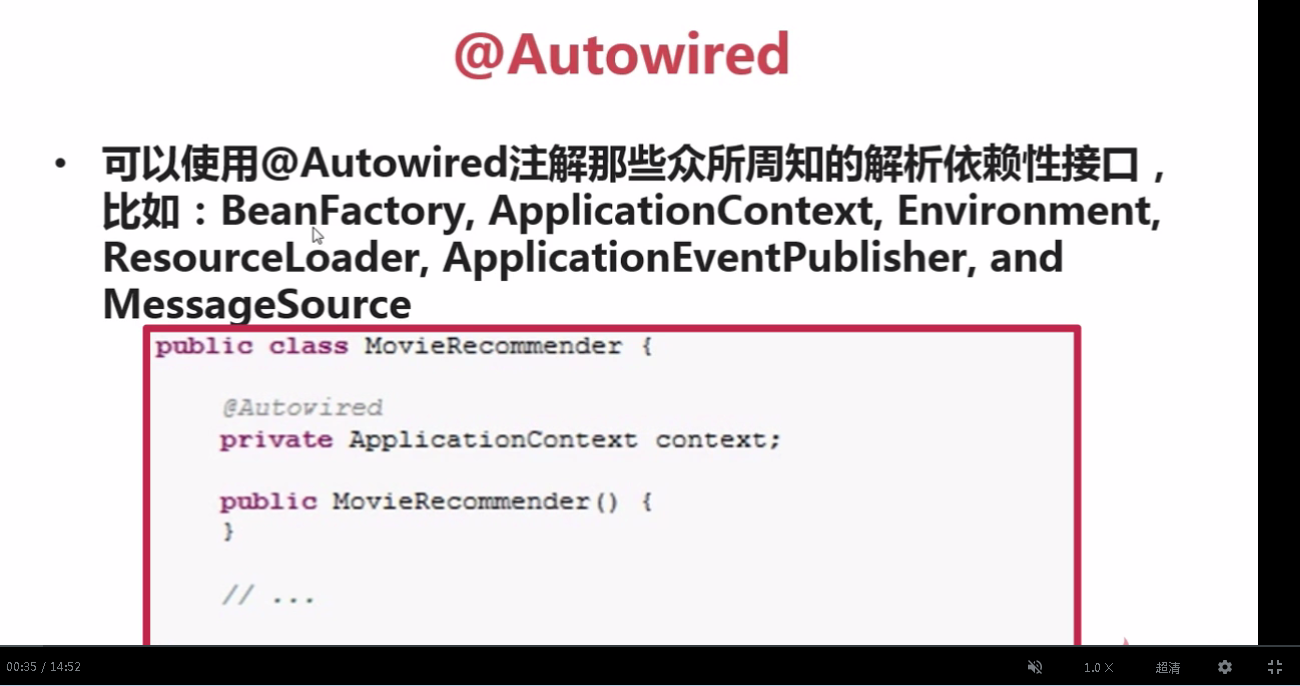 @Autowired
• 可以使用@Autowired注解那些众所周知的解析依赖性接口，
比如：BeanFactory, ApplicationContext, Environment,
ResourceLoader, ApplicationEventPublisher, and
MessageSource
public class MovieRecommender {
@Autowired
private ApplicationContext context;
public MovieRecommender() {
}
// ...
00:35 / 14:52
1.0×
超清